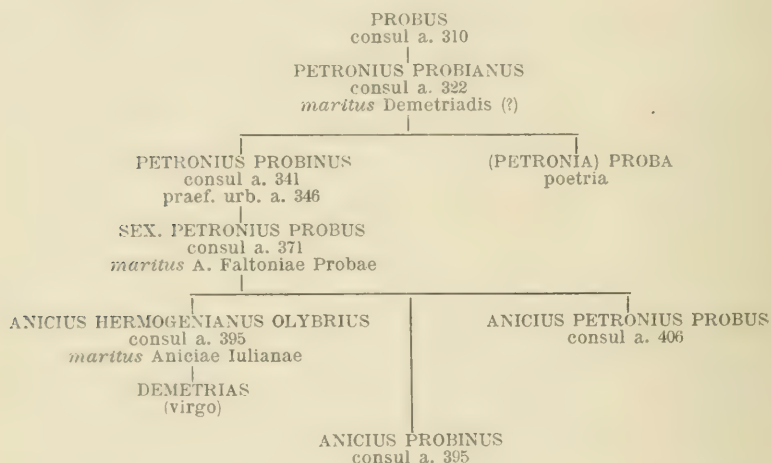 PROBUS
consul a. 310
PETRONIUS PROBIANUS
consul a. 322
maritus Demetriadis (?)
PETRONIUS PROBINUS
consul a. 341
praef. urb. a. 346
(PETRONIA) PROBA
poetria
SEX. PETRONIUS PROBUS
consul a. 371
maritus A. Faltoniae Probae
ANICIUS HERMOGENIANUS OLYBRIUS
consul a. 395
maritus Aniciae Iulianae
ANICIUS PETRONIUS PROBUS
consul a. 406
DEMETRIAS
(virgo)
ANICIUS PROBINUS
consul a. 395